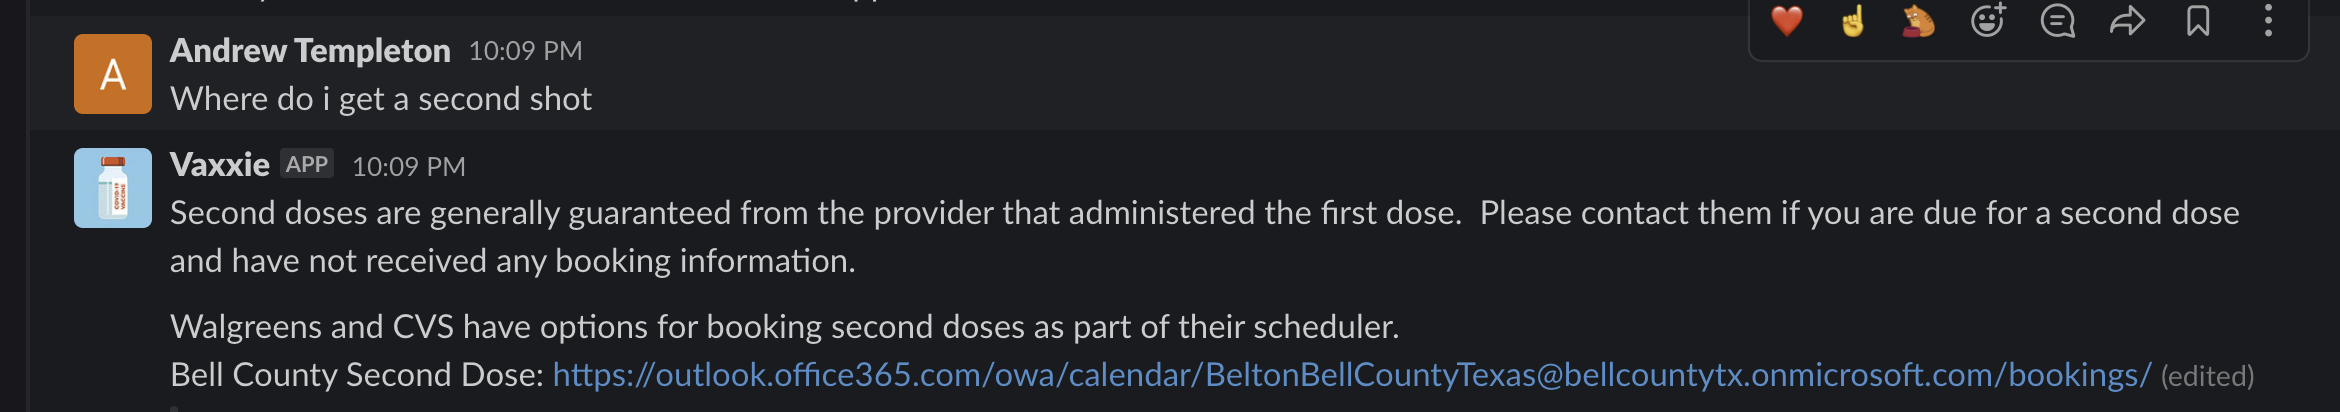 Andrew Templeton 10:09 PM
Where do i get a second shot
Vaxxie APP 10:09 PM
Second doses are generally guaranteed from the provider that administered the first dose.  Please contact them if you are due for a second dose
and have not received any booking information.
Walgreens and CVS have options for booking second doses as part of their scheduler.
Bell County Second Dose: https://outlook.office365.com/owa/calendar/BeltonBellCountyTexas@bellcountytx.onmicrosoft.com/bookings/ (edited)
A
COVID-19
VACCINE